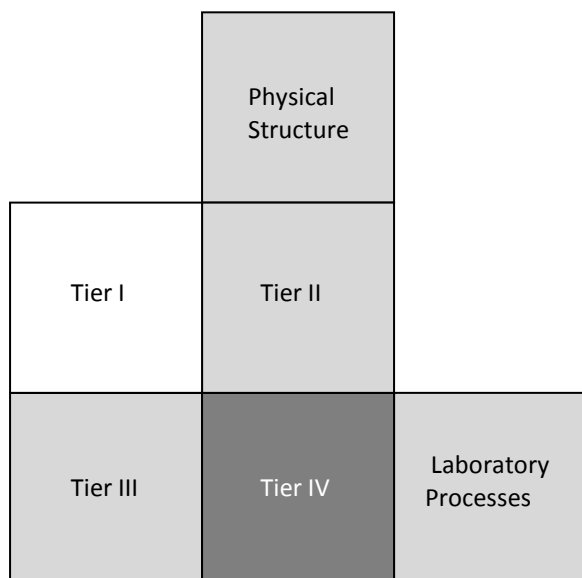 Physical
Structure
Tier I
Tier II
Tier III
Tier IV
Laboratory
Processes